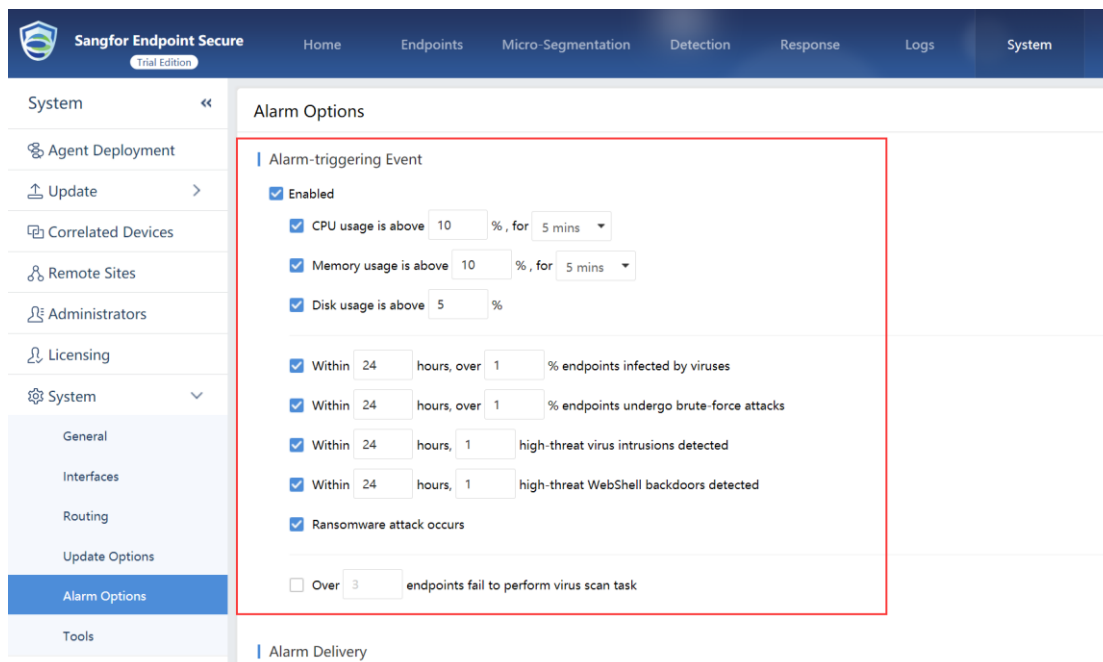 Sangfor Endpoint Secure
Trial Edition
Home Endpoints Micro-Segmentation Detection Response Logs System
System
Agent Deployment
Update
Correlated Devices
Remote Sites
Administrators
Licensing
System
General
Interfaces
Routing
Update Options
Alarm Options
Tools
Alarm Options
Alarm-triggering Event
Enabled
CPU usage is above 10 % , for 5 mins
Memory usage is above 10 % , for 5 mins
Disk usage is above 5 %
Within 24 hours, over 1 % endpoints infected by viruses
Within 24 hours, over 1 % endpoints undergo brute-force attacks
Within 24 hours, 1 high-threat virus intrusions detected
Within 24 hours, 1 high-threat WebShell backdoors detected
Ransomware attack occurs
Over 3 endpoints fail to perform virus scan task
Alarm Delivery